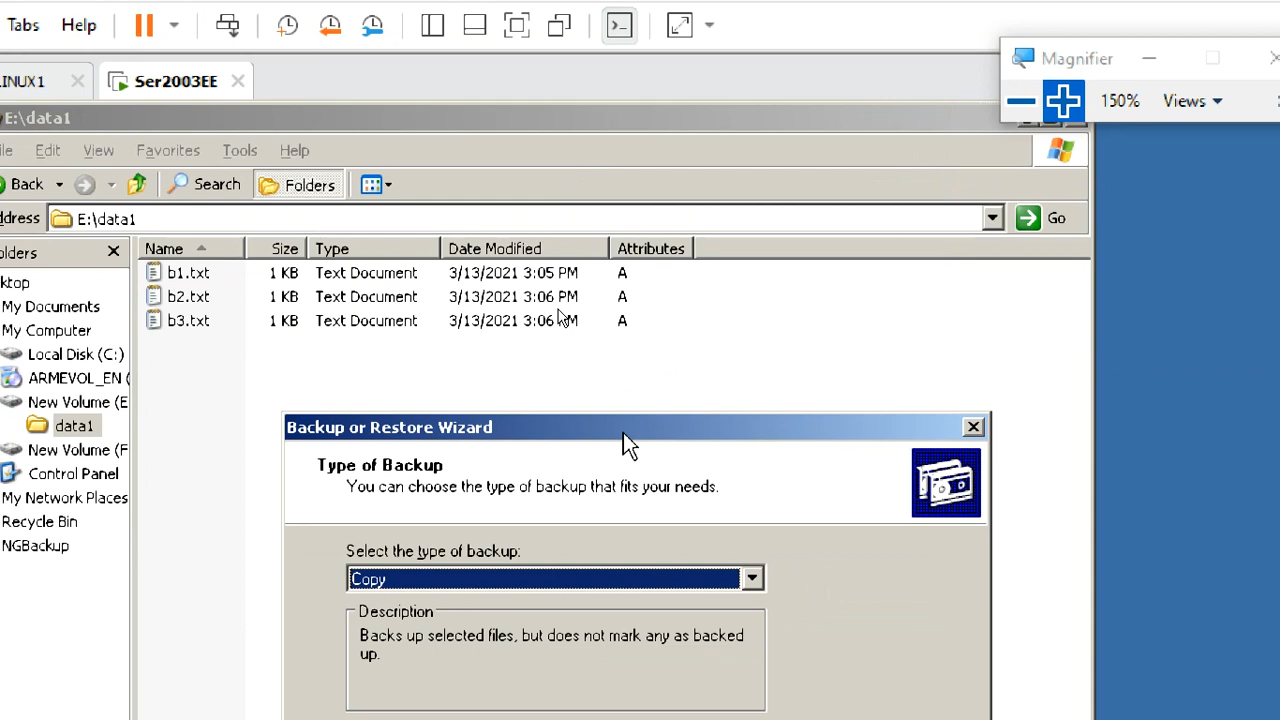 Tabs Help
INUX1 Ser2003EE
Magnifier
150% Views
E:\data1
ile Edit View Favorites Tools Help
Back Search Folders
ddress E:\data1 Go
olders Name Size Type Date Modified Attributes
b1.txt 1 KB Text Document 3/13/2021 3:05 PM A
b2.txt 1 KB Text Document 3/13/2021 3:06 PM A
b3.txt 1 KB Text Document 3/13/2021 3:06 PM A
ktop
My Documents
My Computer
Local Disk (C:)
ARMEVOL_EN (
New Volume (E
data1
New Volume (F
Control Panel
My Network Places
Recycle Bin
NGBackup
Backup or Restore Wizard
Type of Backup
You can choose the type of backup that fits your needs.
Select the type of backup:
Copy
Description
Backs up selected files, but does not mark any as backed
up.